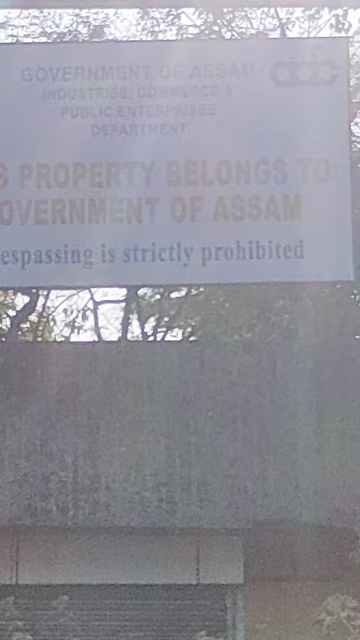 GOVERNMENT OF ASSAM
INDUSTRIES, COMMERCE &
PUBLIC ENTERPRISES
DEPARTMENT
S PROPERTY BELONGS TO
OVERNMENT OF ASSAM
espassing is strictly prohibited